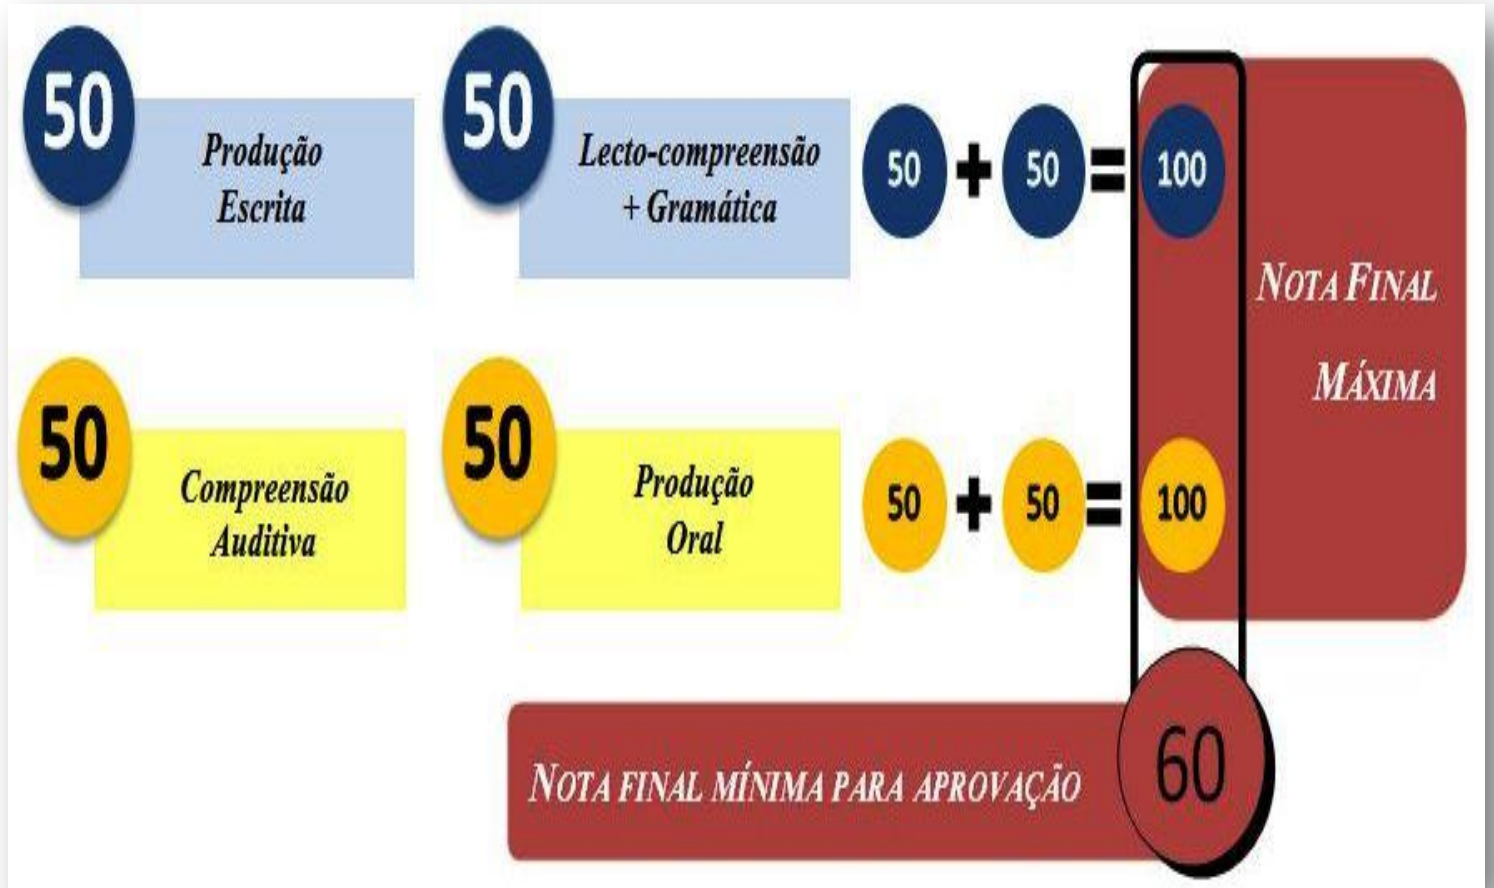 50
Produção
Escrita
50
Lecto-compreensão
+ Gramática
50 + 50 = 100
NOTA FINAL
MÁXIMA
50
Compreensão
Auditiva
50
Produção
Oral
50 + 50 = 100
NOTA FINAL MÍNIMA PARA APROVAÇÃO
60